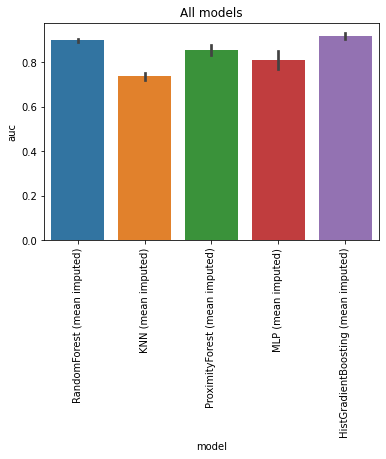 All models
auc
0.8
0.6
0.4
0.2
0.0
RandomForest (mean imputed)
KNN (mean imputed)
ProximityForest (mean imputed)
MLP (mean imputed)
HistGradientBoosting (mean imputed)
model